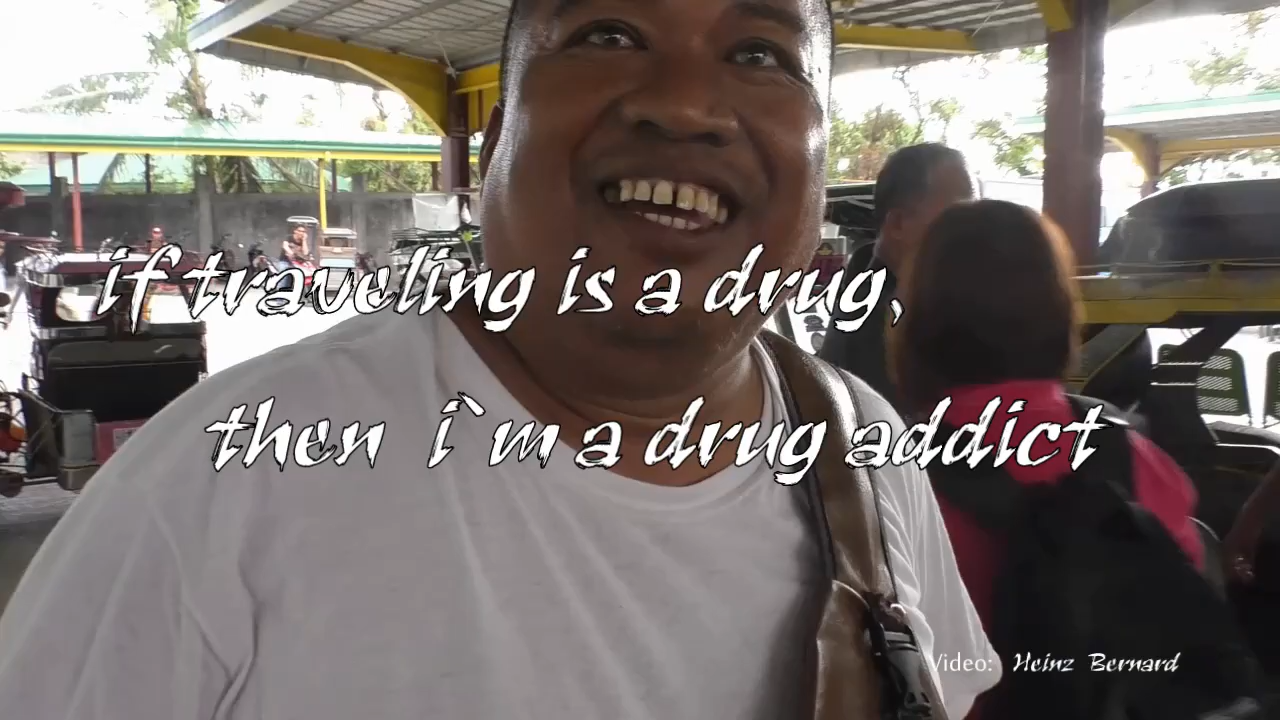 if traveling is a drug,
then i`m a drug addict
Video: Heinz Bernard